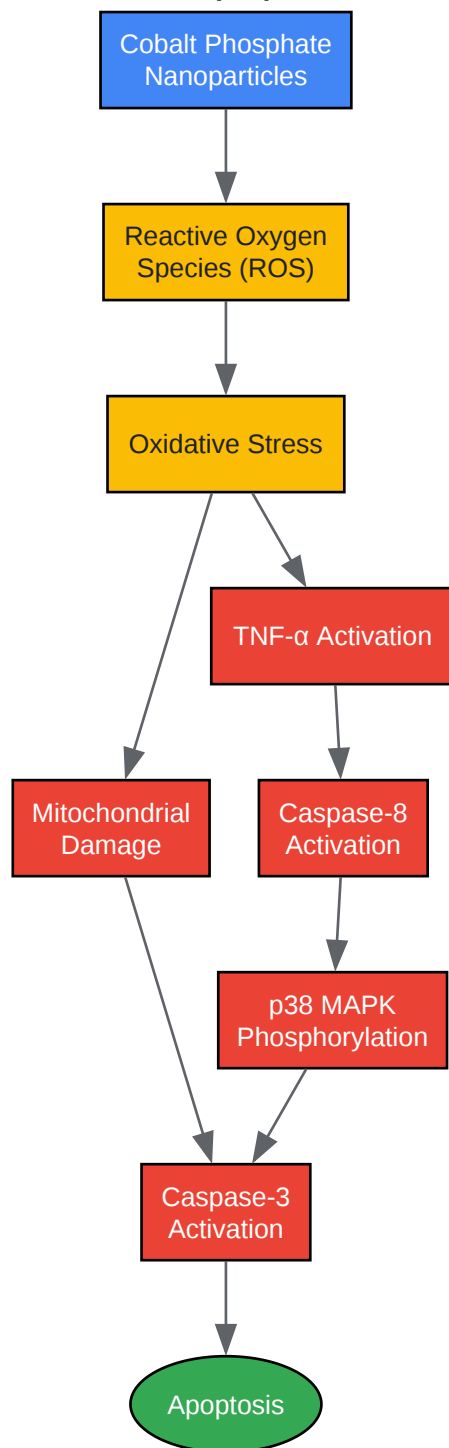 Cobalt Phosphate
Nanoparticles
Reactive Oxygen
Species (ROS)
Oxidative Stress
TNF-α Activation
Mitochondrial
Damage
Caspase-8
Activation
p38 MAPK
Phosphorylation
Caspase-3
Activation
Apoptosis